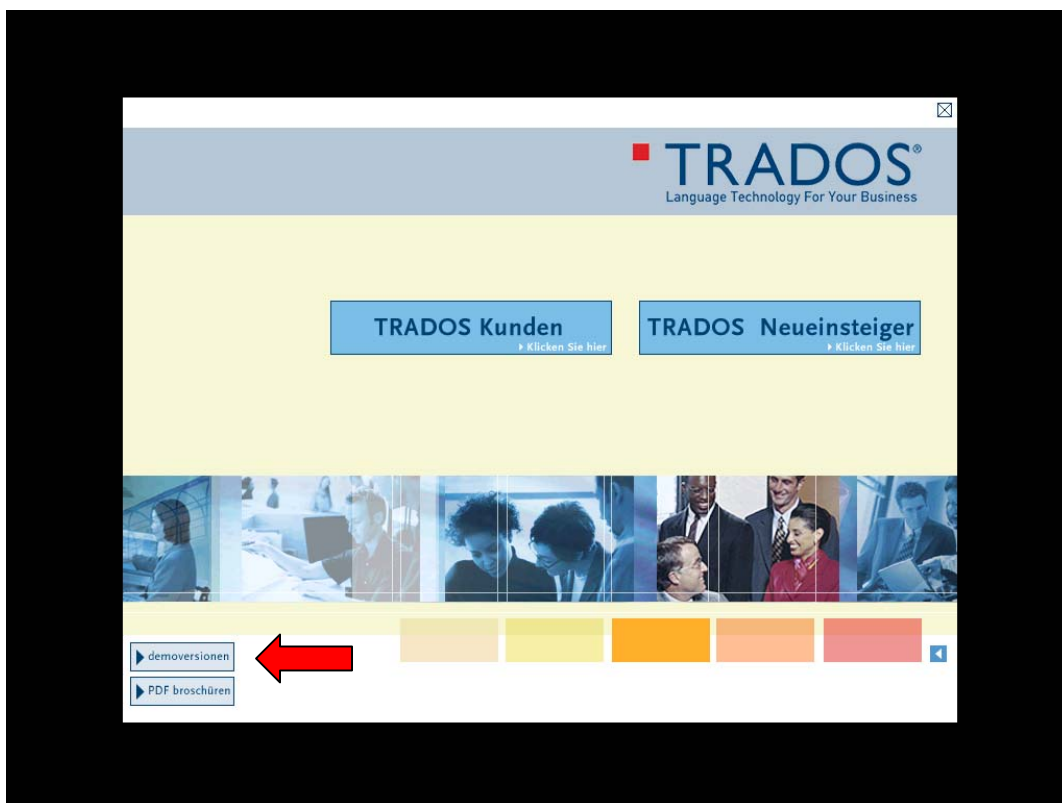 TRADOS®
Language Technology For Your Business
TRADOS Kunden
Klicken Sie hier
TRADOS Neueinsteiger
Klicken Sie hier
demoversionen
PDF broschüren